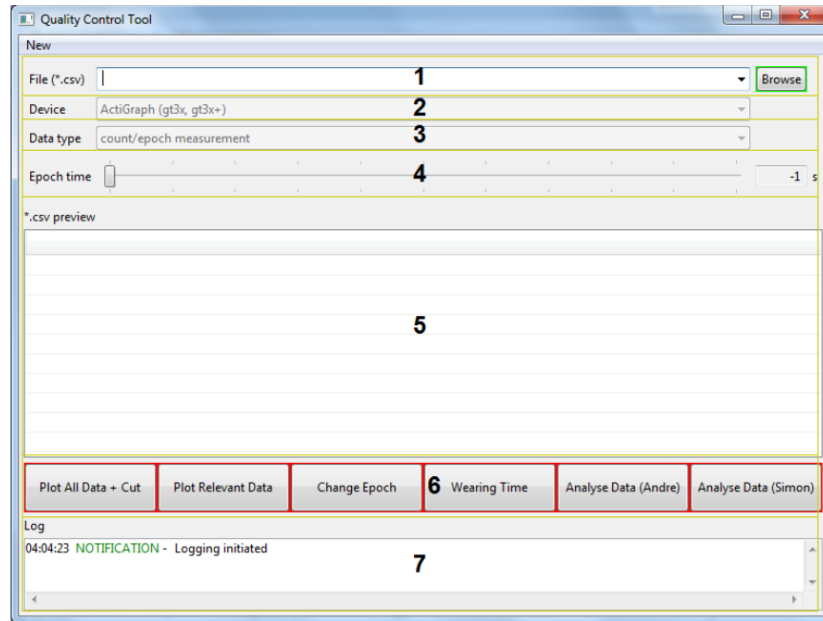 Quality Control Tool
New
File (*.csv) 1 Browse
Device ActiGraph (gt3x, gt3x+) 2
Data type count/epoch measurement 3
Epoch time 4 -1 s
*.csv preview
5
Plot All Data + Cut Plot Relevant Data Change Epoch 6 Wearing Time Analyse Data (Andre) Analyse Data (Simon)
Log
04:04:23 NOTIFICATION - Logging initiated
7